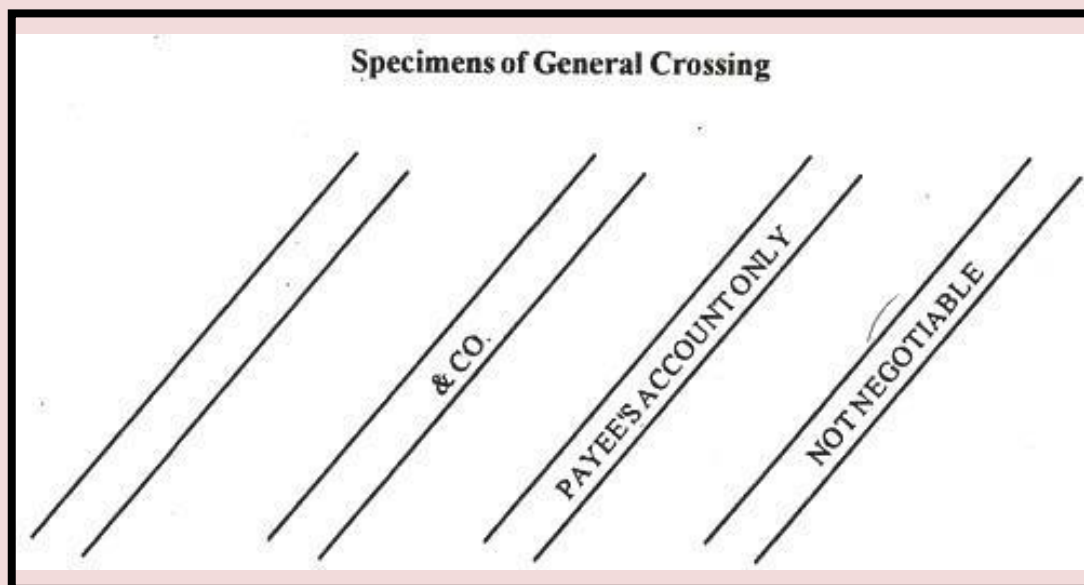 Specimens of General Crossing
& CO.
PAYEE'S ACCOUNT ONLY
NOT NEGOTIABLE